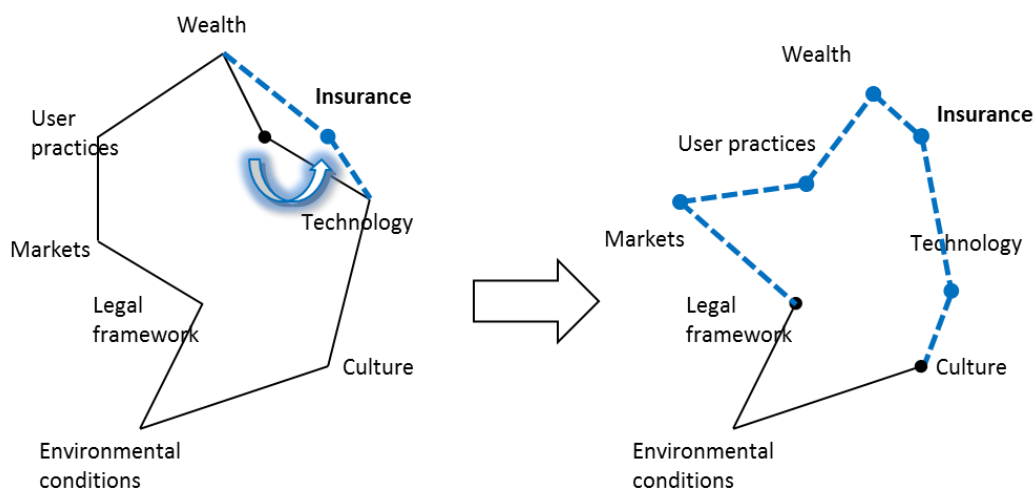 Wealth
Insurance
User
practices
Technology
Markets
Legal
framework
Culture
Environmental
conditions
Wealth
Insurance
User practices
Markets
Technology
Legal
framework
Culture
Environmental
conditions